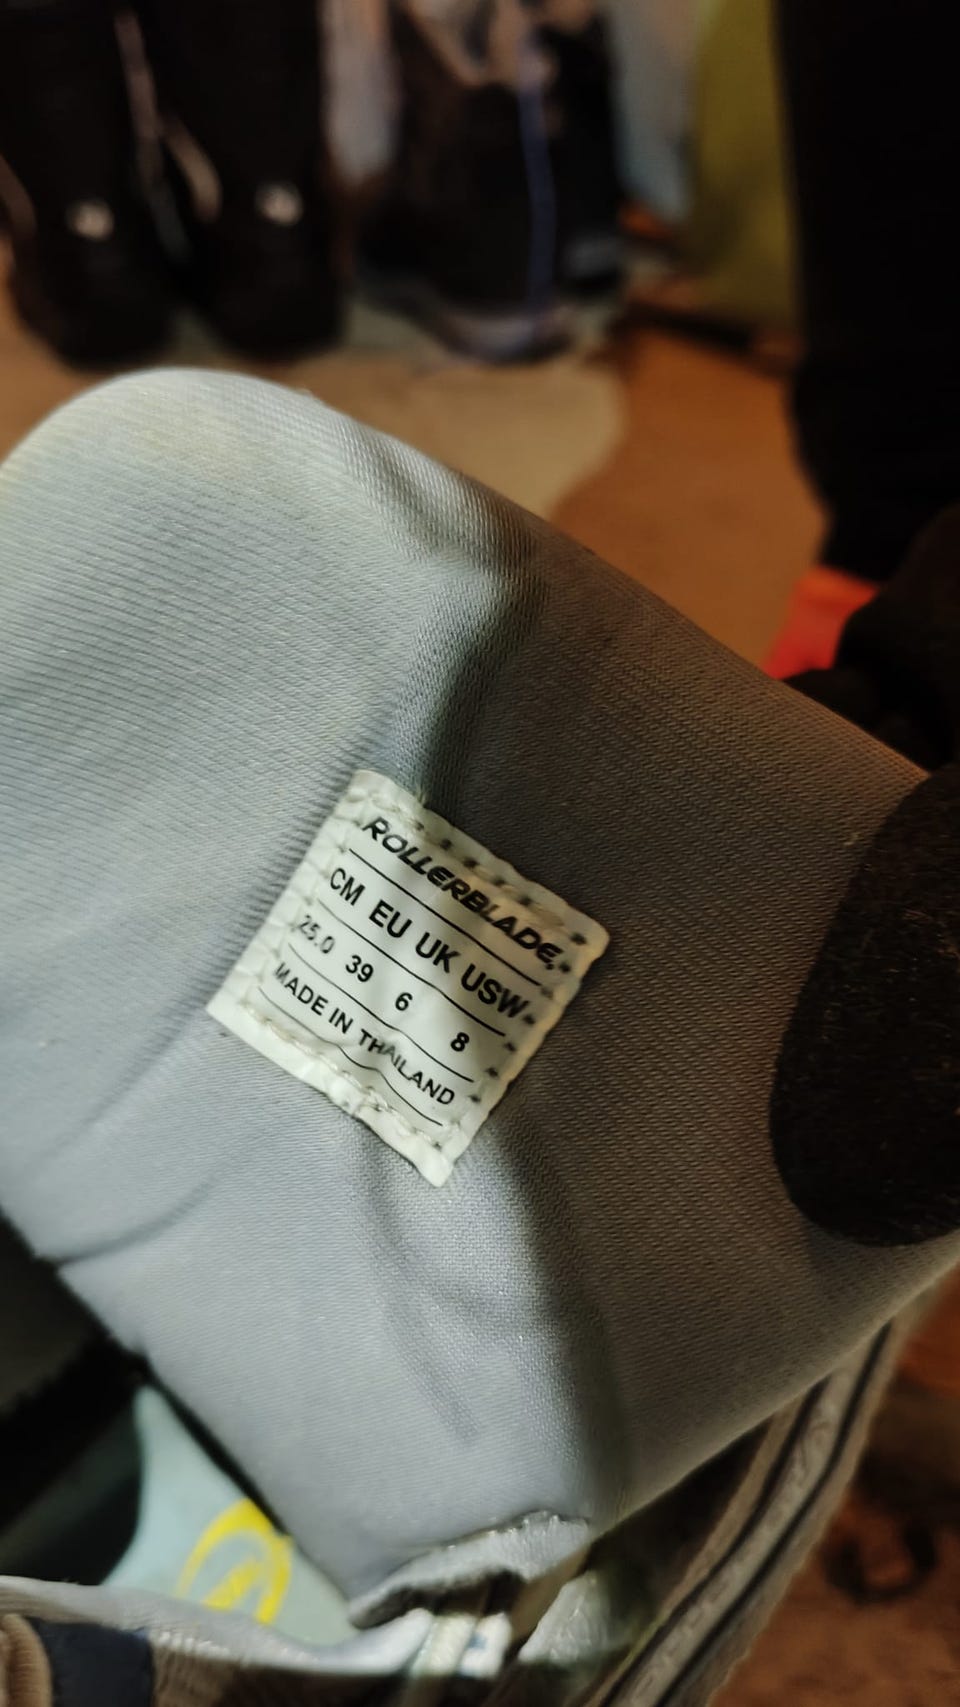 ROLLERBLADE.
CM EU UK USW
25.0 39 6 8
MADE IN THAILAND